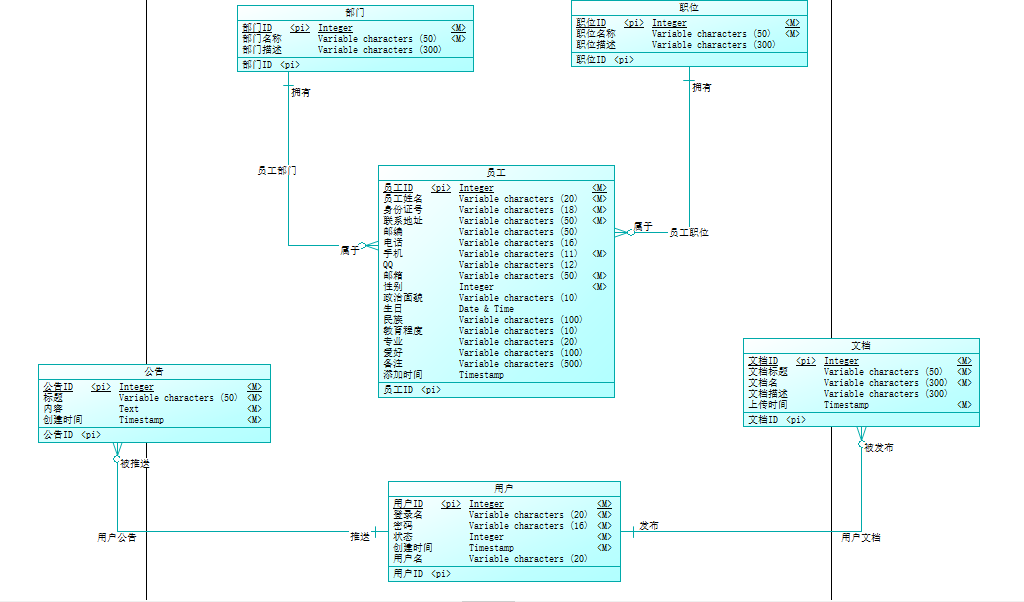 部门
部门ID <pi> Integer <M>
部门名称 Variable characters (50) <M>
部门描述 Variable characters (300)
部门ID <pi>
职位
职位ID <pi> Integer <M>
职位名称 Variable characters (50) <M>
职位描述 Variable characters (300)
职位ID <pi>
拥有
拥有
员工部门
属于
属于
员工职位
员工
员工ID <pi> Integer <M>
员工姓名 Variable characters (20) <M>
身份证号 Variable characters (18) <M>
联系地址 Variable characters (50) <M>
邮编 Variable characters (50)
电话 Variable characters (16)
手机 Variable characters (11) <M>
QQ Variable characters (12)
邮箱 Variable characters (50) <M>
性别 Integer <M>
政治面貌 Variable characters (10)
生日 Date & Time
民族 Variable characters (100)
教育程度 Variable characters (10)
专业 Variable characters (20)
爱好 Variable characters (100)
备注 Variable characters (500)
添加时间 Timestamp
员工ID <pi>
公告
公告ID <pi> Integer <M>
标题 Variable characters (50) <M>
内容 Text <M>
创建时间 Timestamp <M>
公告ID <pi>
文档
文档ID <pi> Integer <M>
文档标题 Variable characters (50) <M>
文档名 Variable characters (300) <M>
文档描述 Variable characters (300)
上传时间 Timestamp <M>
文档ID <pi>
被推送
被发布
用户公告
推送
发布
用户文档
用户
用户ID <pi> Integer <M>
登录名 Variable characters (20) <M>
密码 Variable characters (16) <M>
状态 Integer <M>
创建时间 Timestamp <M>
用户名 Variable characters (20)
用户ID <pi>